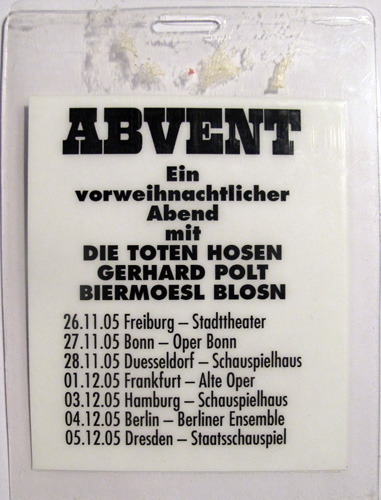 ABVENT
Ein
vorweihnachtlicher
Abend
mit
DIE TOTEN HOSEN
GERHARD POLT
BIERMOESL BLOSN
26.11.05 Freiburg – Stadttheater
27.11.05 Bonn – Oper Bonn
28.11.05 Duesseldorf – Schauspielhaus
01.12.05 Frankfurt – Alte Oper
03.12.05 Hamburg – Schauspielhaus
04.12.05 Berlin – Berliner Ensemble
05.12.05 Dresden – Staatsschauspiel